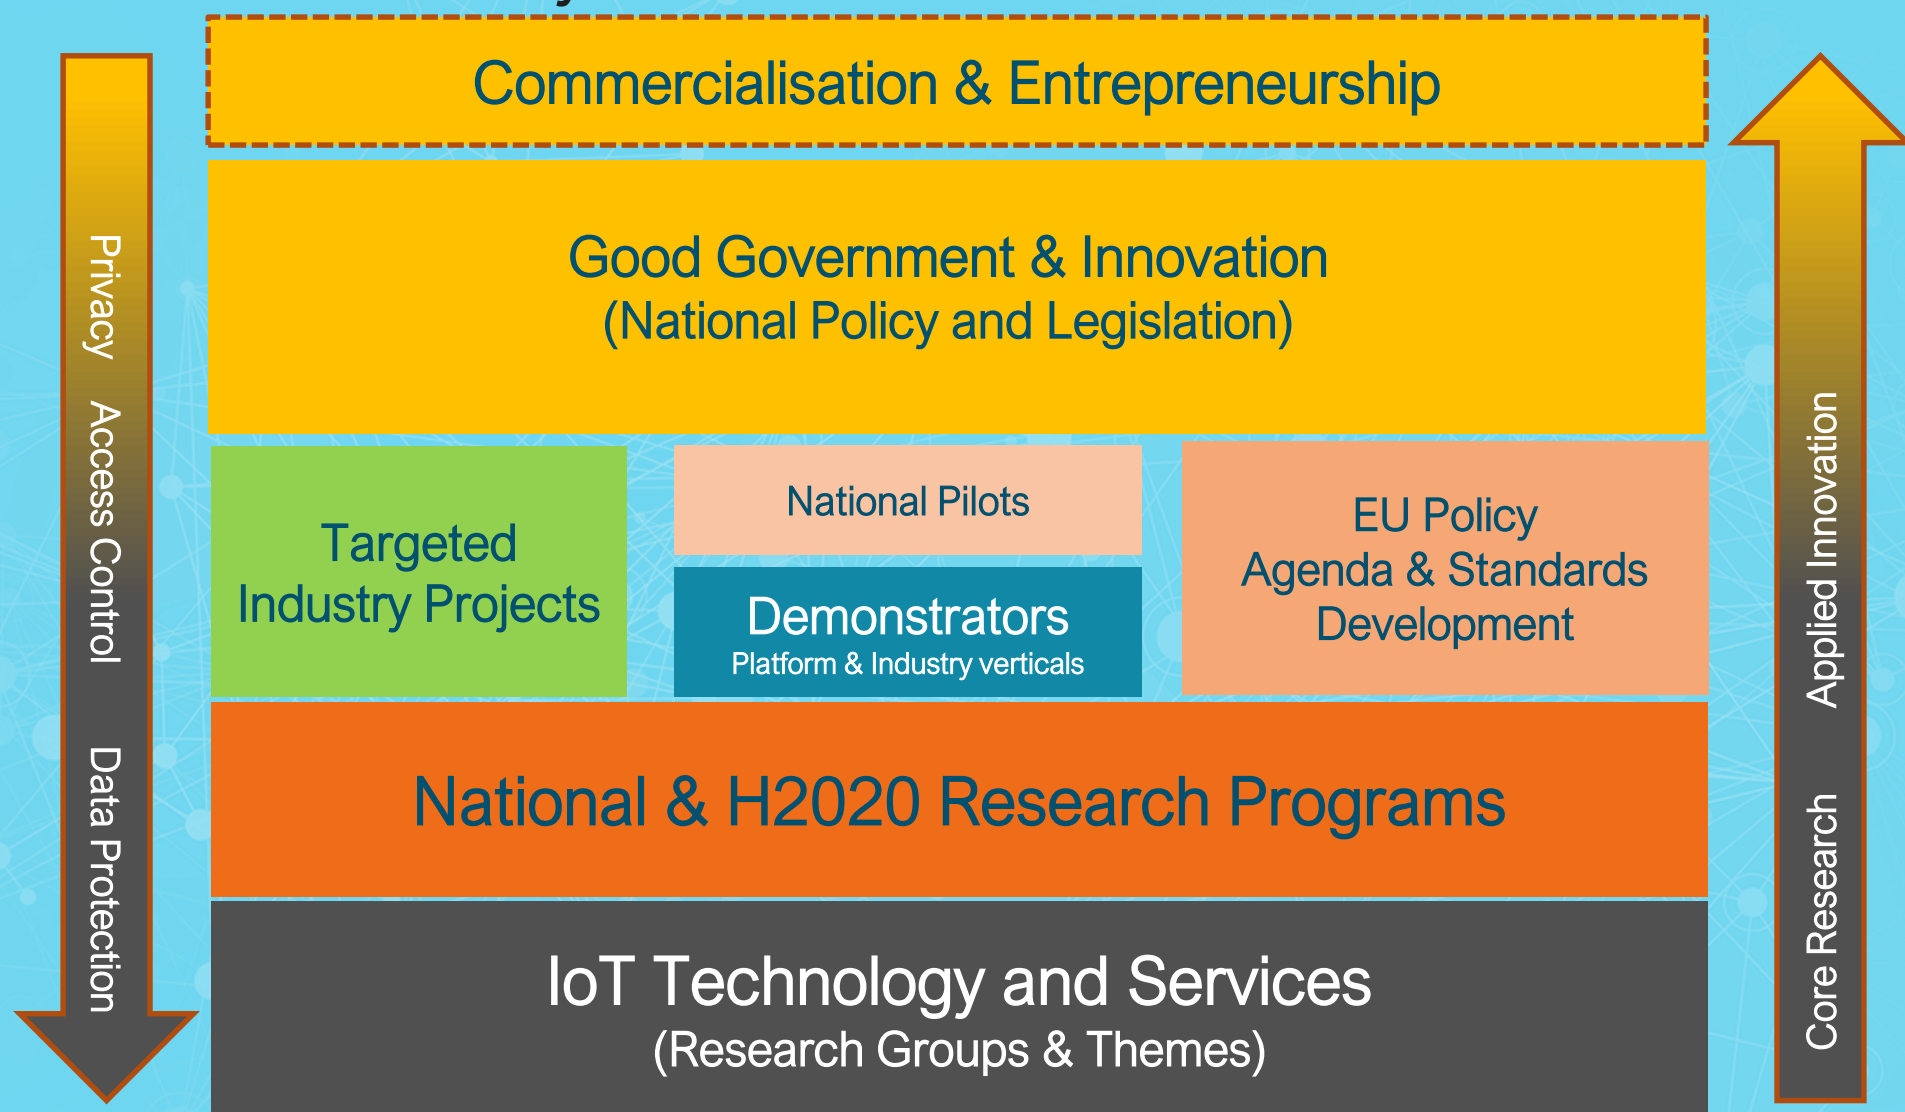 Commercialisation & Entrepreneurship
Good Government & Innovation
(National Policy and Legislation)
Targeted
Industry Projects
National Pilots
Demonstrators
Platform & Industry verticals
EU Policy
Agenda & Standards
Development
National & H2020 Research Programs
IoT Technology and Services
(Research Groups & Themes)
Privacy Access Control Data Protection
Core Research Applied Innovation